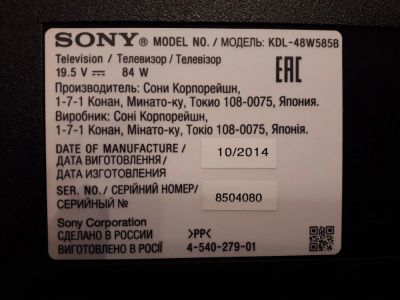 SONY® MODEL NO. / МОДЕЛЬ: KDL-48W585B
Television / Телевизор / Телевізор
19.5 V ⎓ 84 W
EAC
Производитель: Сони Корпорейшн,
1-7-1 Конан, Минато-ку, Токио 108-0075, Япония.
Виробник: Соні Корпорейшн,
1-7-1 Конан, Мінато-ку, Токіо 108-0075, Японія.
DATE OF MANUFACTURE/ 10/2014
ДАТА ВИГОТОВЛЕННЯ/
ДАТА ИЗГОТОВЛЕНИЯ
SER. NO./ СЕРІЙНИЙ НОМЕР/ 8504080
СЕРИЙНЫЙ №
Sony Corporation
СДЕЛАНО В РОССИИ >PP<
ВИГОТОВЛЕНО В РОСІЇ 4-540-279-01